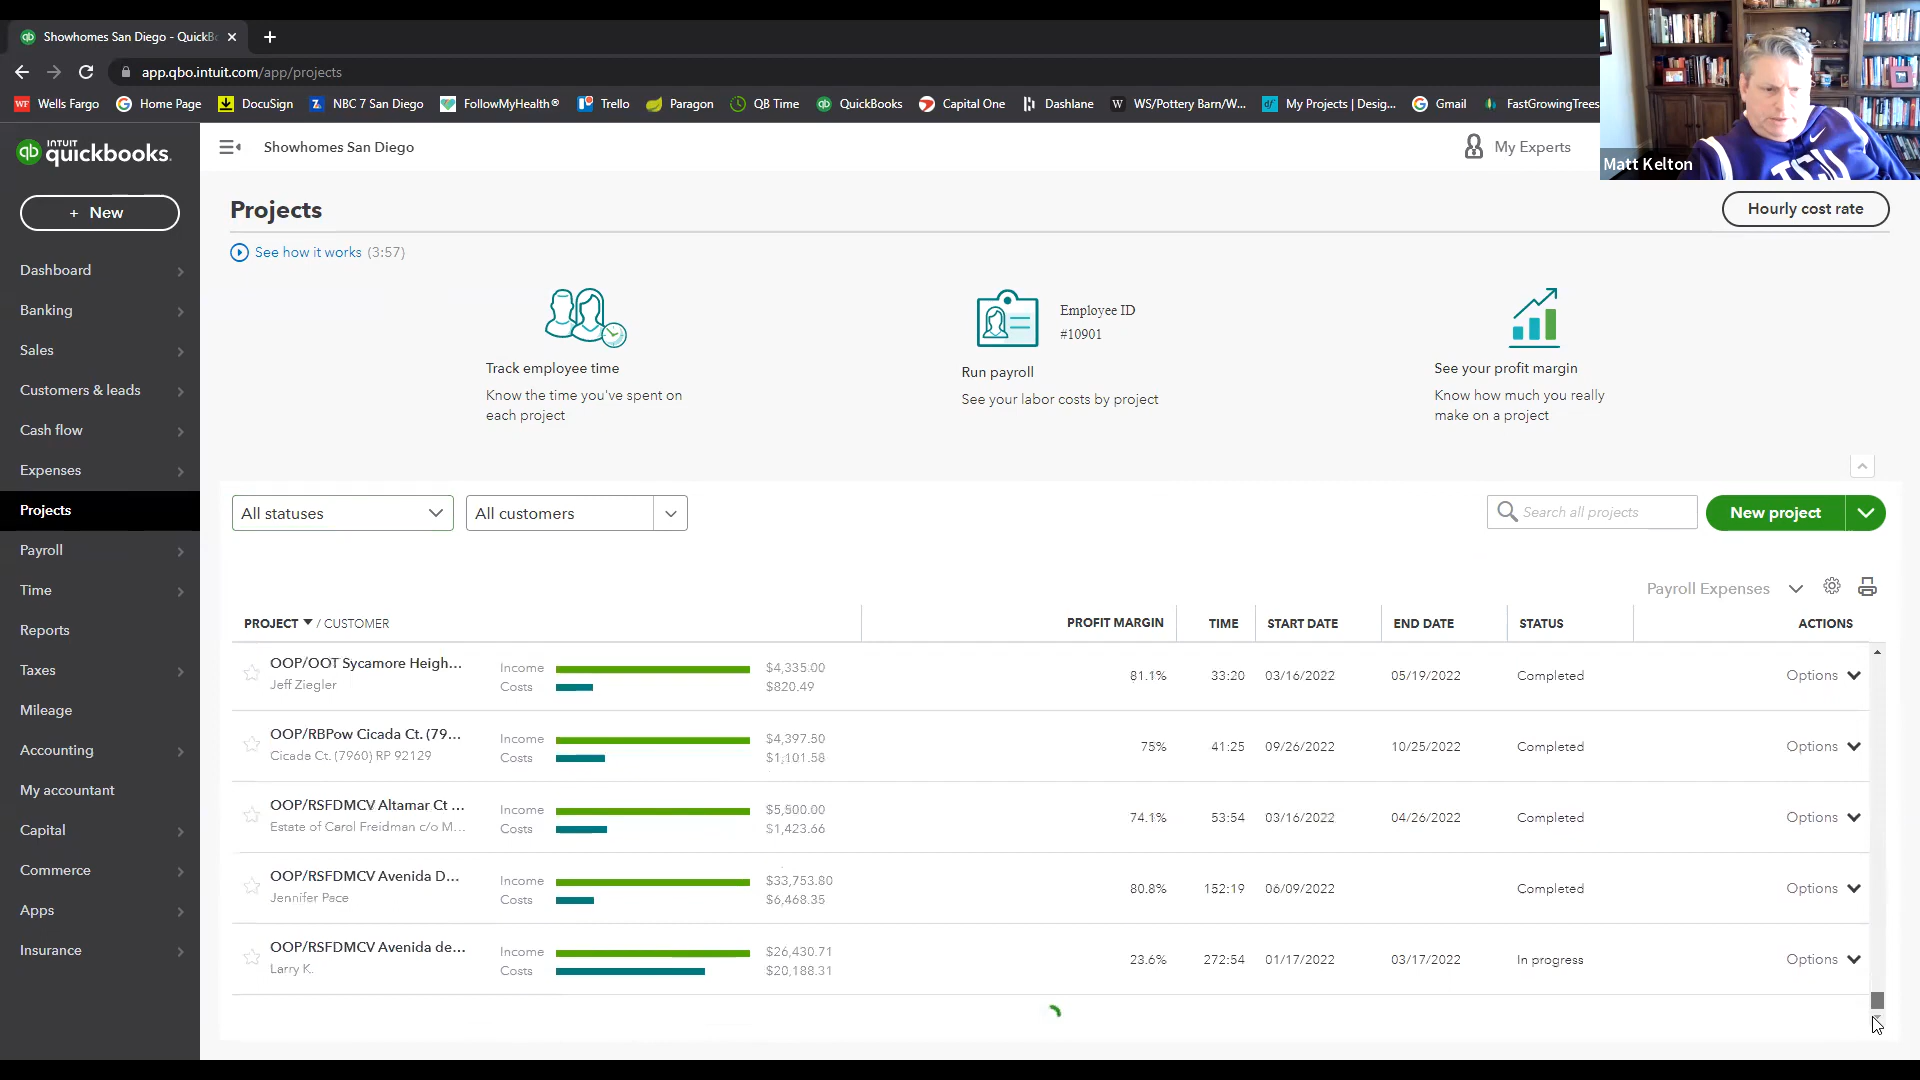 Showhomes San Diego - QuickB
app.qbo.intuit.com/app/projects
Wells Fargo
Home Page
DocuSign
NBC 7 San Diego
FollowMyHealth®
Trello
Paragon
QB Time
QuickBooks
Capital One
Dashlane
WS/Pottery Barn/W...
My Projects | Desig...
Gmail
FastGrowingTrees
Matt Kelton
TSU
INTUIT
quickbooks.
Showhomes San Diego
My Experts
+ New
Projects
Hourly cost rate
See how it works (3:57)
Dashboard
Banking
Sales
Customers & leads
Cash flow
Expenses
Projects
Payroll
Time
Reports
Taxes
Mileage
Accounting
My accountant
Capital
Commerce
Apps
Insurance
Track employee time
Know the time you've spent on
each project
Employee ID
#10901
Run payroll
See your labor costs by project
See your profit margin
Know how much you really
make on a project
All statuses
All customers
Search all projects
New project
Payroll Expenses
PROJECT / CUSTOMER PROFIT MARGIN TIME START DATE END DATE STATUS ACTIONS
OOP/OOT Sycamore Heigh...
Jeff Ziegler
Income $4,335.00
Costs $820.49
81.1% 33:20 03/16/2022 05/19/2022 Completed Options
OOP/RBPow Cicada Ct. (79...
Cicada Ct. (7960) RP 92129
Income $4,397.50
Costs $1,101.58
75% 41:25 09/26/2022 10/25/2022 Completed Options
OOP/RSFDMCV Altamar Ct ...
Estate of Carol Freidman c/o M...
Income $5,500.00
Costs $1,423.66
74.1% 53:54 03/16/2022 04/26/2022 Completed Options
OOP/RSFDMCV Avenida D...
Jennifer Pace
Income $33,753.80
Costs $6,468.35
80.8% 152:19 06/09/2022 Completed Options
OOP/RSFDMCV Avenida de...
Larry K.
Income $26,430.71
Costs $20,188.31
23.6% 272:54 01/17/2022 03/17/2022 In progress Options